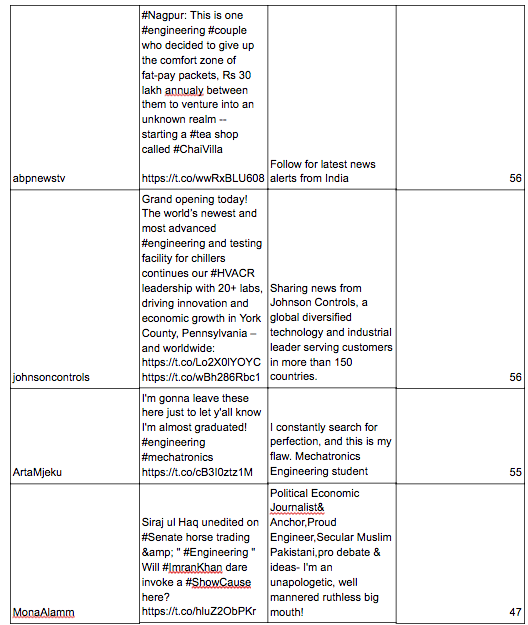 #Nagpur: This is one
#engineering #couple
who decided to give up
the comfort zone of
fat-pay packets, Rs 30
lakh annualy between
them to venture into an
unknown realm --
starting a #tea shop
called #ChaiVilla
https://t.co/wwRxBLU608
abpnewstv
Follow for latest news
alerts from India
56
Grand opening today!
The world's newest and
most advanced
#engineering and testing
facility for chillers
continues our #HVACR
leadership with 20+ labs,
driving innovation and
economic growth in York
County, Pennsylvania –
and worldwide:
https://t.co/Lo2X0lYOYC
https://t.co/wBh286Rbc1
johnsoncontrols
Sharing news from
Johnson Controls, a
global diversified
technology and industrial
leader serving customers
in more than 150
countries.
56
I'm gonna leave these
here just to let y'all know
I'm almost graduated!
#engineering
#mechatronics
https://t.co/cB3l0ztz1M
ArtaMjeku
I constantly search for
perfection, and this is my
flaw. Mechatronics
Engineering student
55
Siraj ul Haq unedited on
#Senate horse trading
&amp; " #Engineering "
Will #ImranKhan dare
invoke a #ShowCause
here?
https://t.co/hluZ2ObPKr
MonaAlamm
Political Economic
Journalist&
Anchor,Proud
Engineer,Secular Muslim
Pakistani,pro debate &
ideas- I'm an
unapologetic, well
mannered ruthless big
mouth!
47